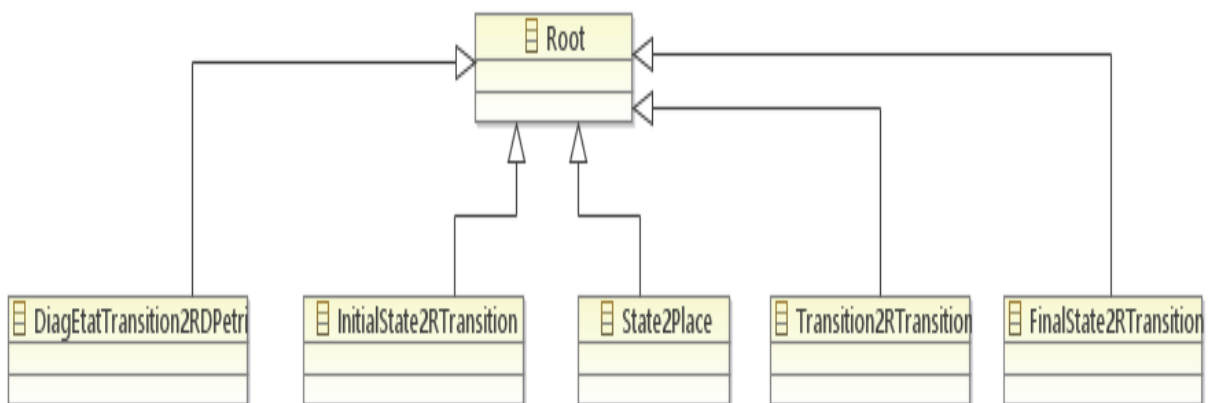 Root
DiagEtatTransition2RDPetri
InitialState2RTransition
State2Place
Transition2RTransition
FinalState2RTransition